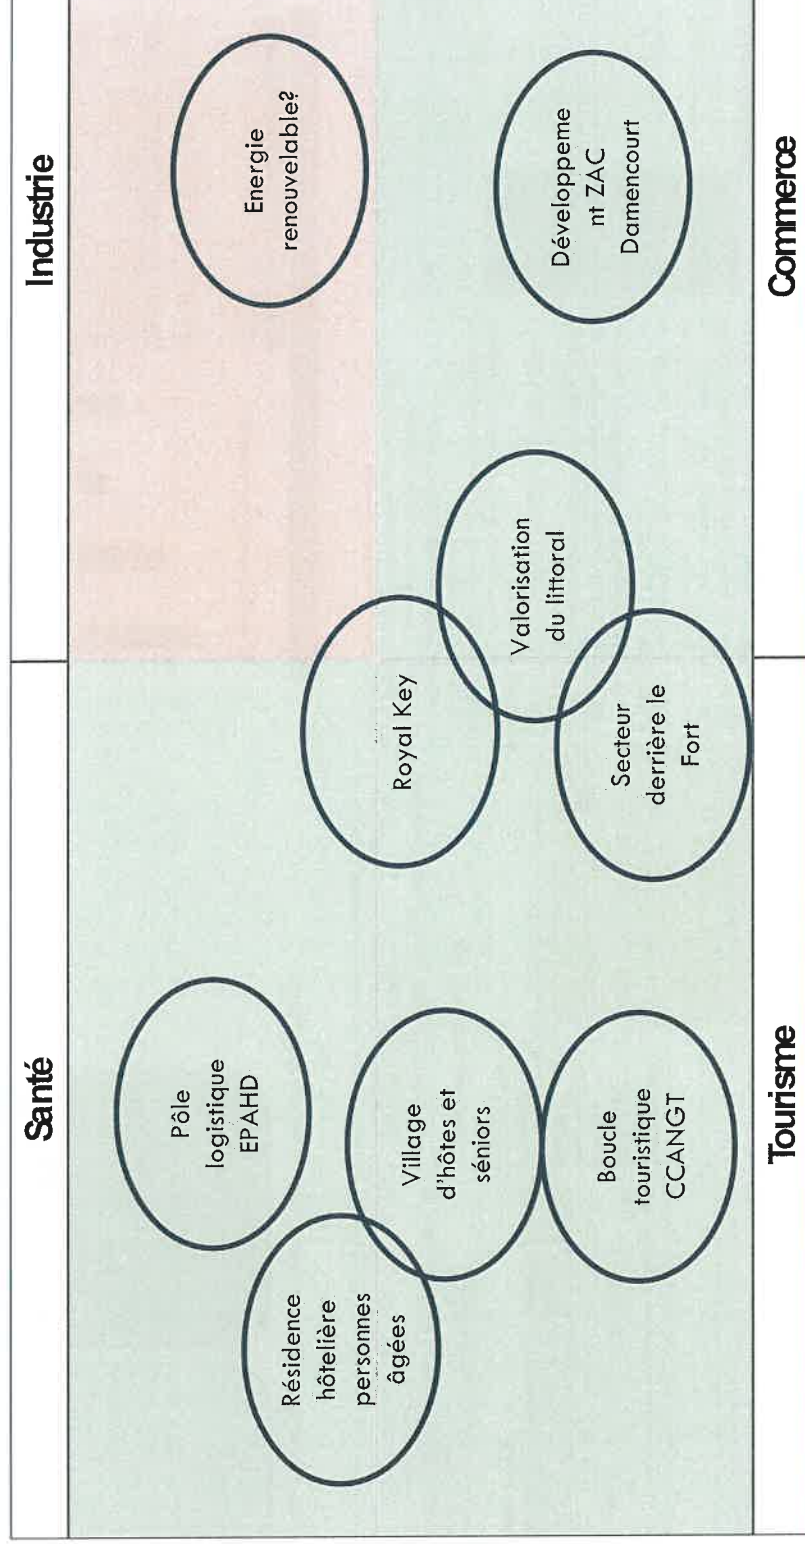 Santé
Industrie
Pôle
logistique
EPAHD
Energie
renouvelable?
Résidence
hôtelière
personnes
âgées
Village
d'hôtes et
séniors
Royal Key
Valorisation
du littoral
Développeme
nt ZAC
Damencourt
Boucle
touristique
CCANGT
Secteur
derrière le
Fort
Tourisme
Commerce